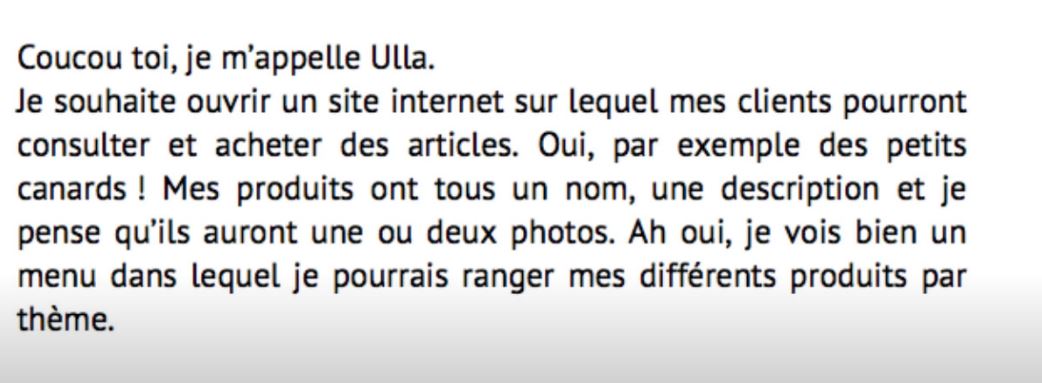 Coucou toi, je m’appelle Ulla.
Je souhaite ouvrir un site internet sur lequel mes clients pourront
consulter et acheter des articles. Oui, par exemple des petits
canards ! Mes produits ont tous un nom, une description et je
pense qu’ils auront une ou deux photos. Ah oui, je vois bien un
menu dans lequel je pourrais ranger mes différents produits par
thème.